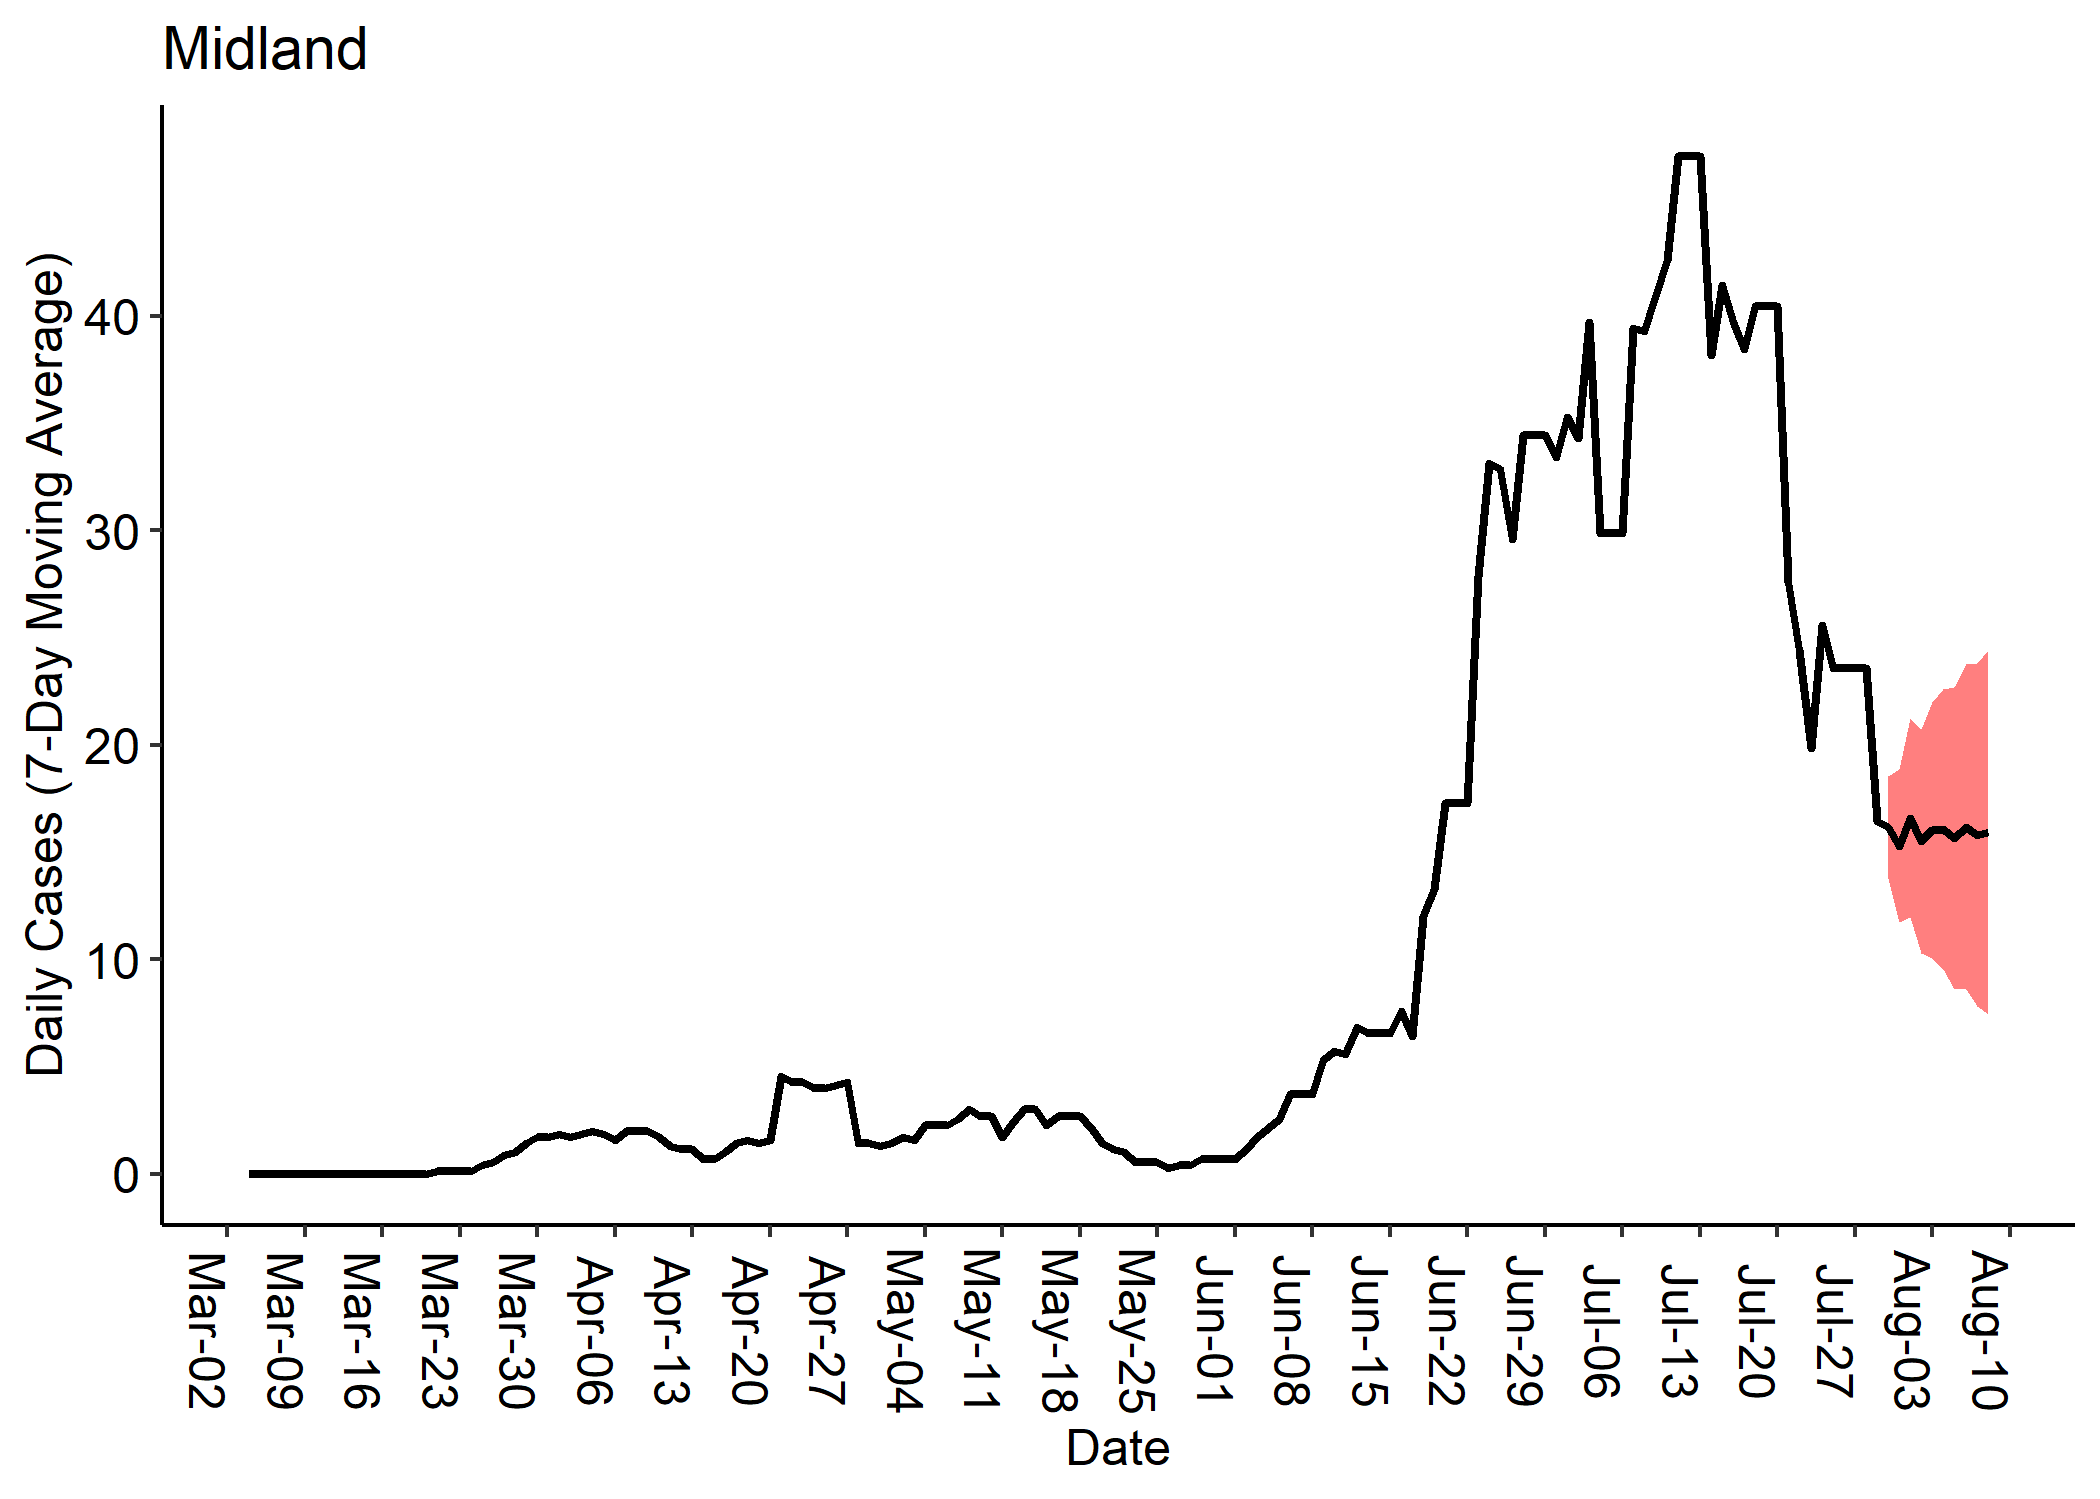 Midland
Daily Cases (7-Day Moving Average)
40
30
20
10
0
Mar-02
Mar-09
Mar-16
Mar-23
Mar-30
Apr-06
Apr-13
Apr-20
Apr-27
May-04
May-11
May-18
May-25
Jun-01
Jun-08
Jun-15
Jun-22
Jun-29
Jul-06
Jul-13
Jul-20
Jul-27
Aug-03
Aug-10
Date